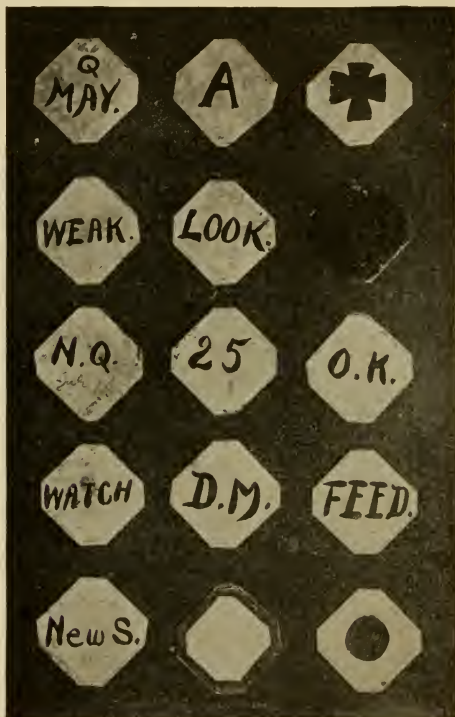 Q
MAY.
A
WEAK.
LOOK.
N.Q.
25
O.K.
WATCH
D.M.
FEED.
New S.